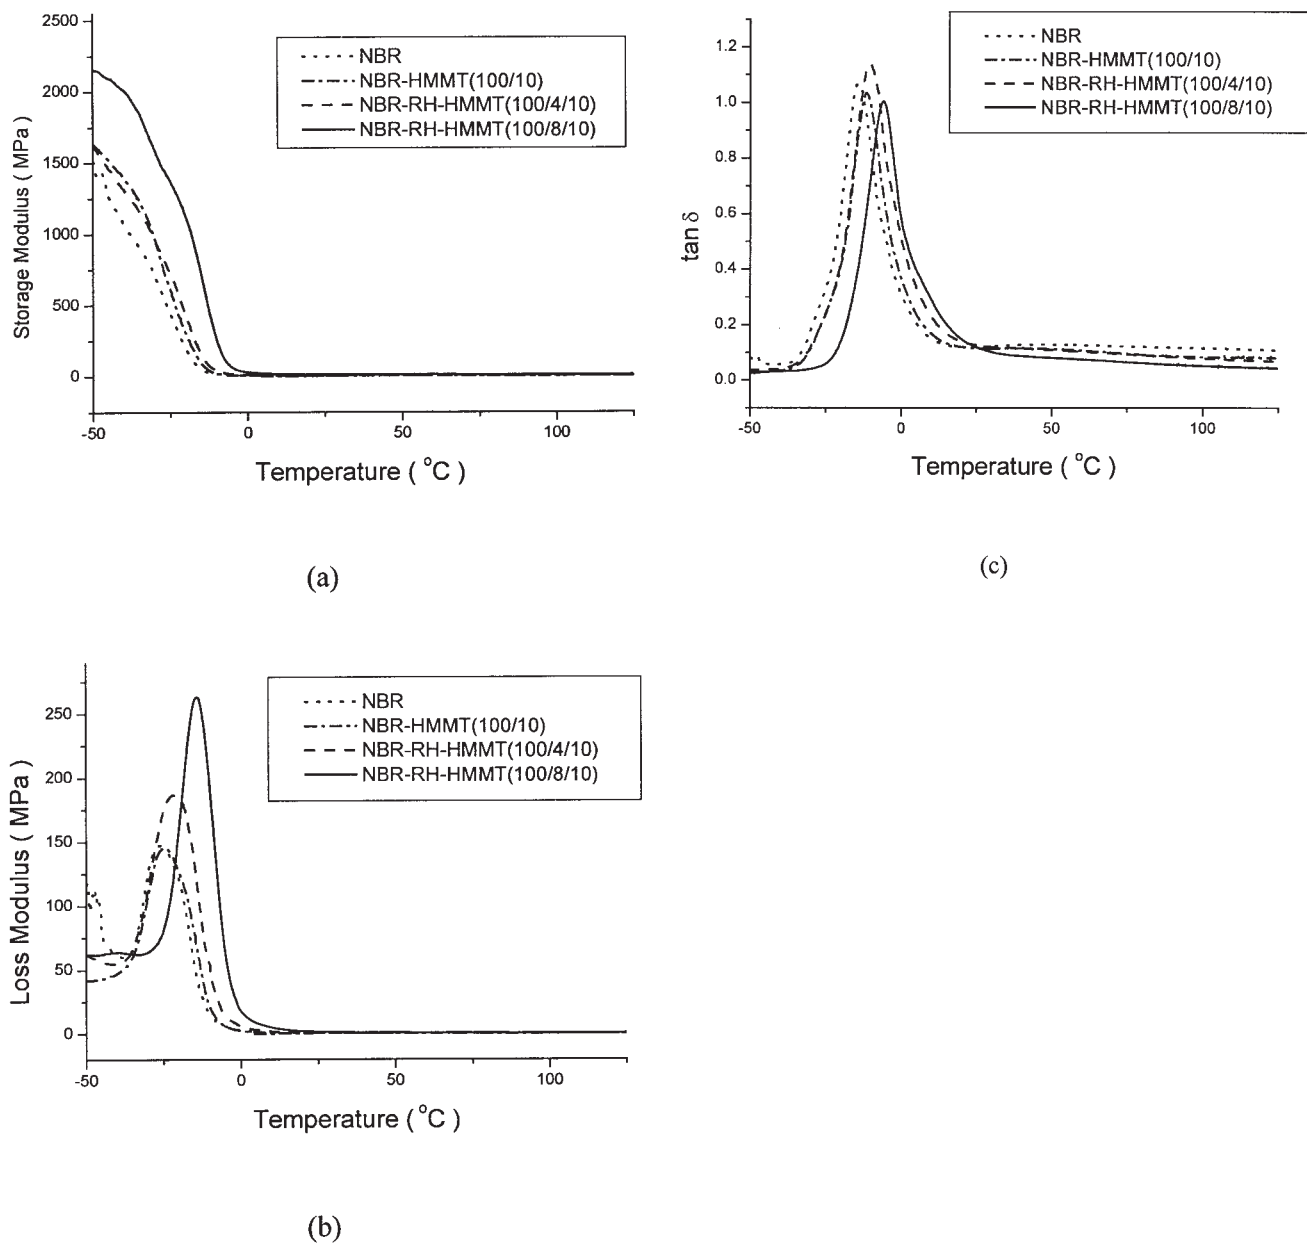 2500
2000
1500
1000
500
0
Storage Modulus ( MPa )
NBR
NBR-HMMT(100/10)
NBR-RH-HMMT(100/4/10)
NBR-RH-HMMT(100/8/10)
-50
0
50
100
Temperature ( °C )
(a)
1.2
1.0
0.8
0.6
0.4
0.2
0.0
tan δ
NBR
NBR-HMMT(100/10)
NBR-RH-HMMT(100/4/10)
NBR-RH-HMMT(100/8/10)
-50
0
50
100
Temperature ( °C )
(c)
250
200
150
100
50
0
Loss Modulus ( MPa )
NBR
NBR-HMMT(100/10)
NBR-RH-HMMT(100/4/10)
NBR-RH-HMMT(100/8/10)
-50
0
50
100
Temperature ( °C )
(b)